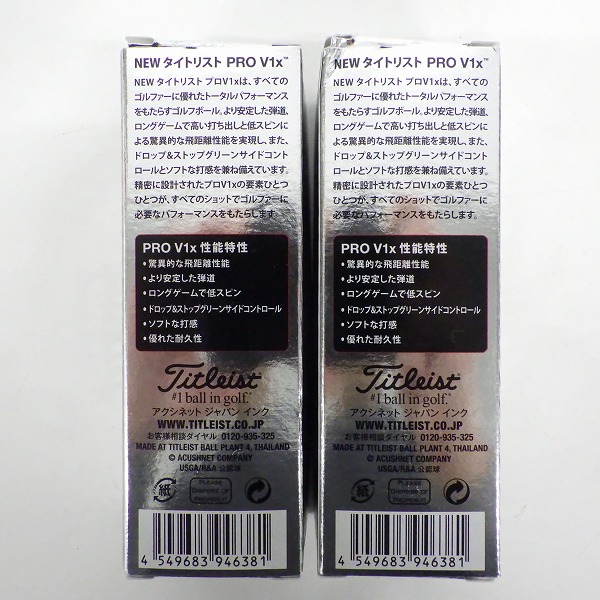 NEW タイトリスト PRO V1x™
NEW タイトリスト プロV1xは、すべての
ゴルファーに優れたトータルパフォーマンス
をもたらすゴルフボール。より安定した弾道、
ロングゲームで高い打ち出しと低スピンによ
る驚異的な飛距離性能を実現し、また、
ドロップ&ストップグリーンサイドコント
ロールとソフトな打感を兼ね備えています。
精密に設計されたプロV1xの要素ひとつ
ひとつが、すべてのショットでゴルファーに
必要なパフォーマンスをもたらします。
PRO V1x 性能特性
・驚異的な飛距離性能
・より安定した弾道
・ロングゲームで低スピン
・ドロップ&ストップグリーンサイドコントロール
・ソフトな打感
・優れた耐久性
Titleist
#1 ball in golf.®
アクシネット ジャパン インク
WWW.TITLEIST.CO.JP
お客様相談ダイヤル 0120-935-325
MADE AT TITLEIST BALL PLANT 4, THAILAND
© ACUSHNET COMPANY
USGA/R&A 公認球
紙
PLEASE
DISPOSE OF
PROPERLY
4 549683 946381
NEW タイトリスト PRO V1x™
NEW タイトリスト プロV1xは、すべての
ゴルファーに優れたトータルパフォーマンス
をもたらすゴルフボール。より安定した弾道、
ロングゲームで高い打ち出しと低スピンによ
る驚異的な飛距離性能を実現し、また、
ドロップ&ストップグリーンサイドコント
ロールとソフトな打感を兼ね備えています。
精密に設計されたプロV1xの要素ひとつ
ひとつが、すべてのショットでゴルファーに
必要なパフォーマンスをもたらします。
PRO V1x 性能特性
・驚異的な飛距離性能
・より安定した弾道
・ロングゲームで低スピン
・ドロップ&ストップグリーンサイドコントロール
・ソフトな打感
・優れた耐久性
Titleist
#1 ball in golf.®
アクシネット ジャパン インク
WWW.TITLEIST.CO.JP
お客様相談ダイヤル 0120-935-325
MADE AT TITLEIST BALL PLANT 4, THAILAND
© ACUSHNET COMPANY
USGA/R&A 公認球
紙
PLEASE
DISPOSE OF
PROPERLY
4 549683 946381